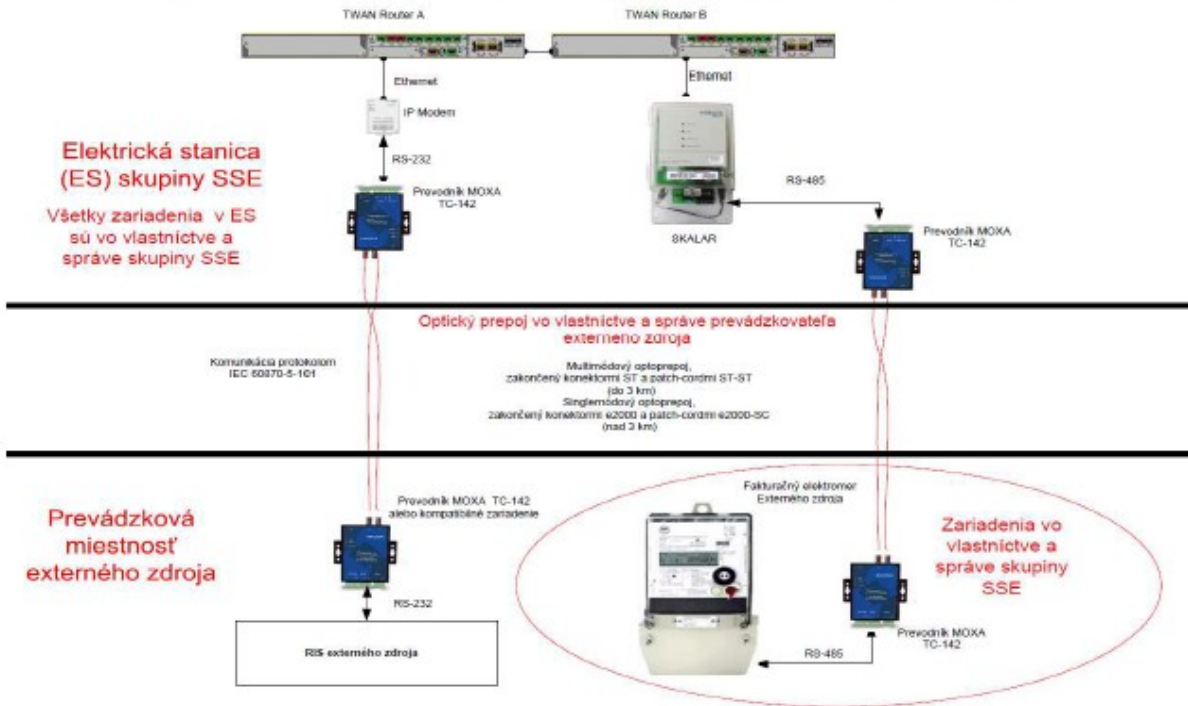 TWAN Router A
TWAN Router B
Ethernet
Ethernet
IP Modem
Elektrická stanica
(ES) skupiny SSE
RS-232
RS-485
Prevodník MOXA
TC-142
Všetky zariadenia v ES
sú vo vlastníctve a
správe skupiny SSE
SKALAR
Prevodník MOXA
TC-142
Optický prepoj vo vlastníctve a správe prevádzkovateľa
externého zdroja
Komunikácia protokolom
IEC 60870-5-101
Multimódový optoprepoj,
zakončený konektormi ST a patch-cordmi ST-ST
(do 3 km)
Singlemódový optoprepoj,
zakončený konektormi e2000 a patch-cordmi e2000-SC
(nad 3 km)
Prevádzková
miestnosť
externého zdroja
Prevodník MOXA TC-142
alebo kompatibilné zariadenie
Fakturačný elektromer
Externého zdroja
Zariadenia vo
vlastníctve a
správe skupiny
SSE
RS-232
RIS externého zdroja
RS-485
Prevodník MOXA
TC-142